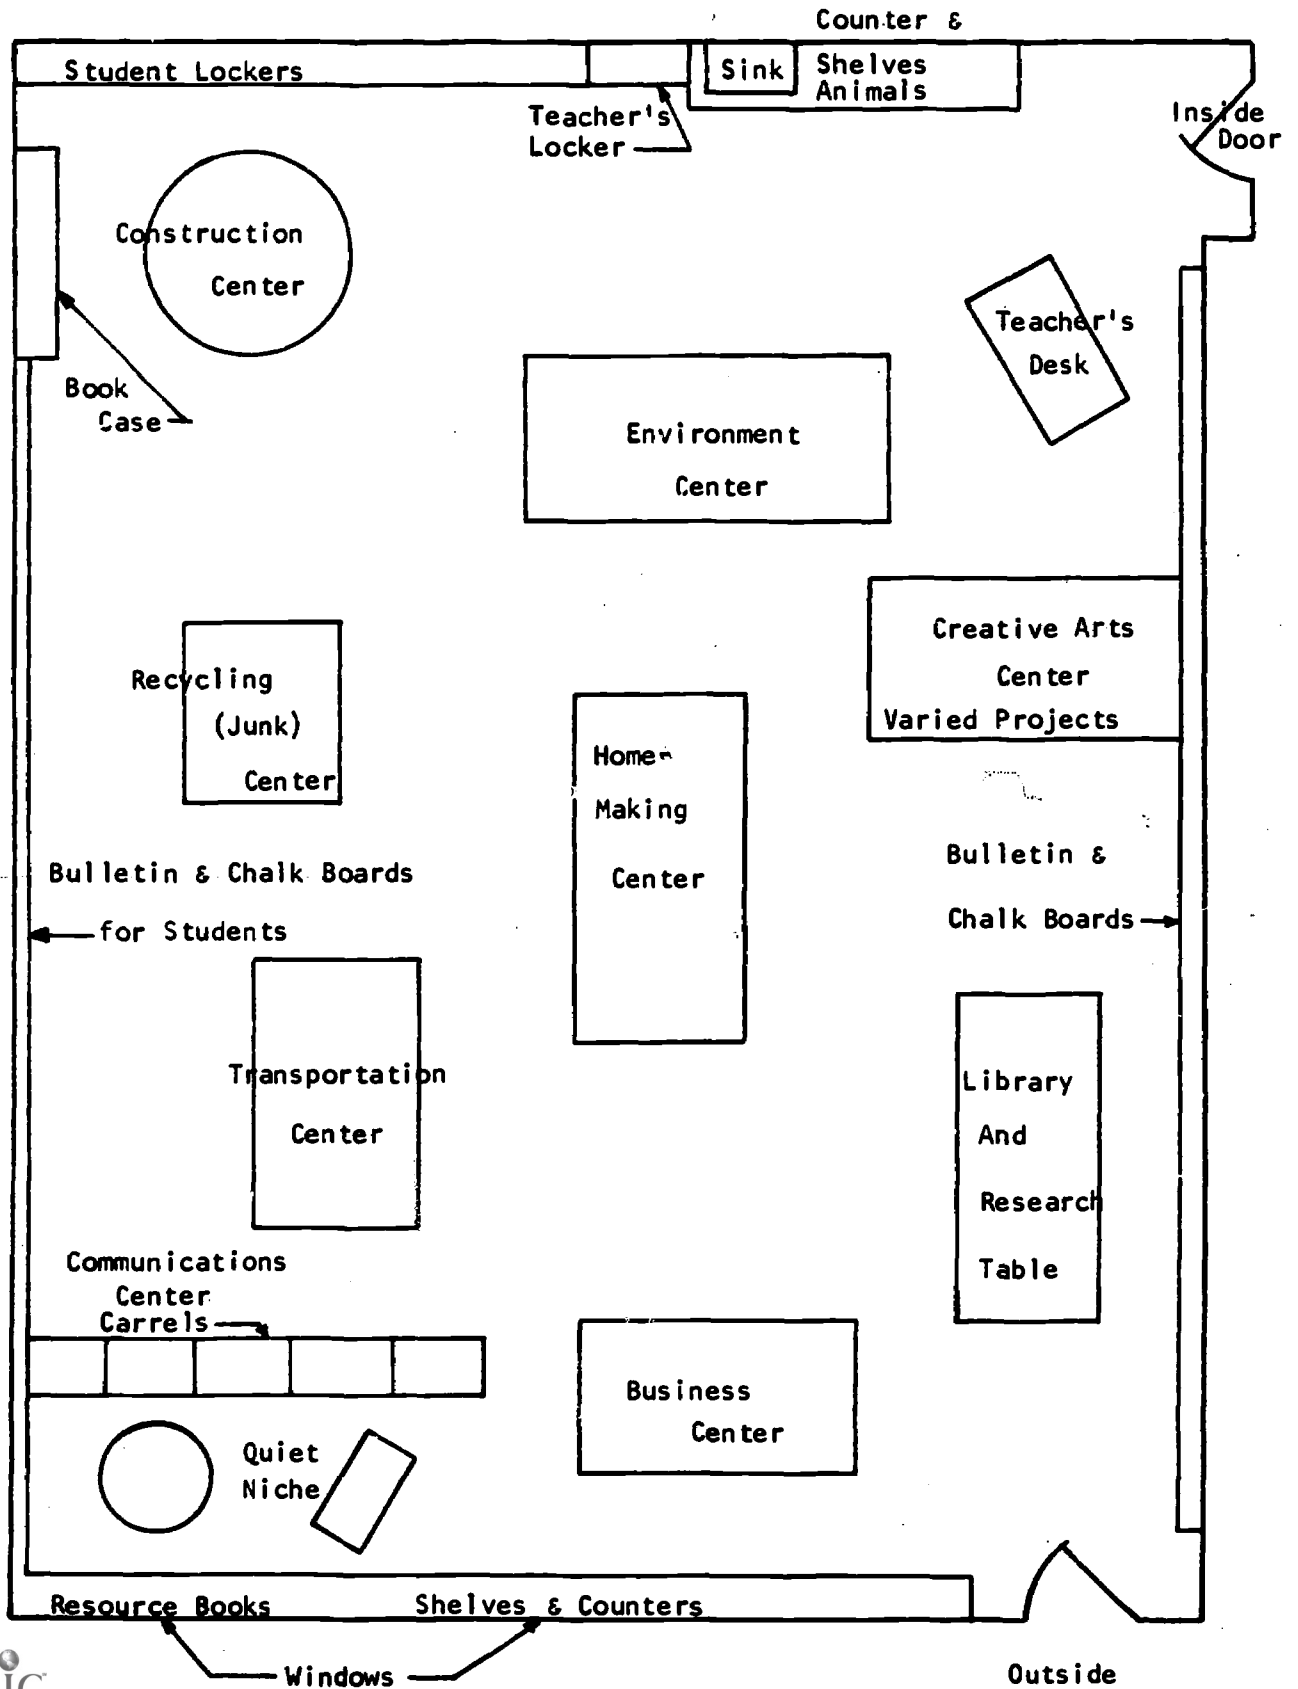 Counter &
Student Lockers
Sink
Shelves
Animals
Teacher's
Locker
Inside
Door
Construction
Center
Teacher's
Desk
Book
Case
Environment
Center
Creative Arts
Center
Varied Projects
Recycling
(Junk)
Center
Home-
Making
Center
Bulletin & Chalk Boards
for Students
Bulletin &
Chalk Boards
Transportation
Center
Library
And
Research
Table
Communications
Center
Carrels
Business
Center
Quiet
Niche
Resource Books
Shelves & Counters
Windows
Outside